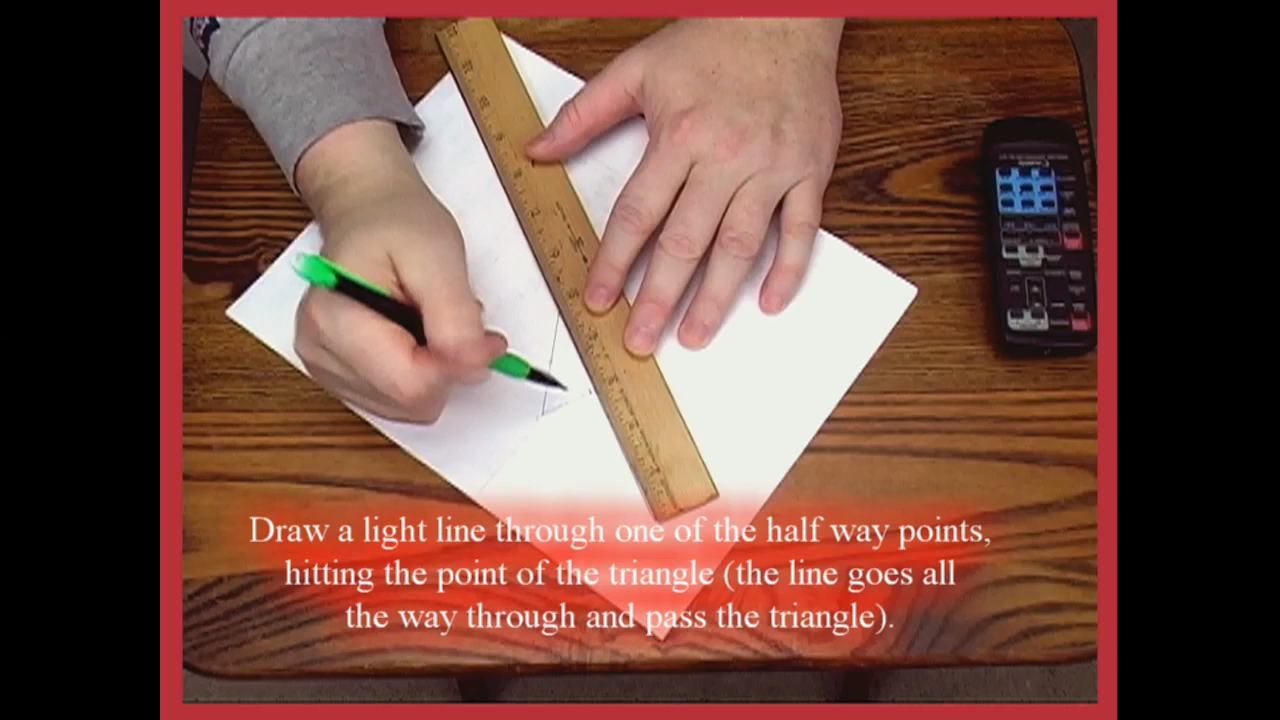 Draw a light line through one of the half way points,
hitting the point of the triangle (the line goes all
the way through and pass the triangle).